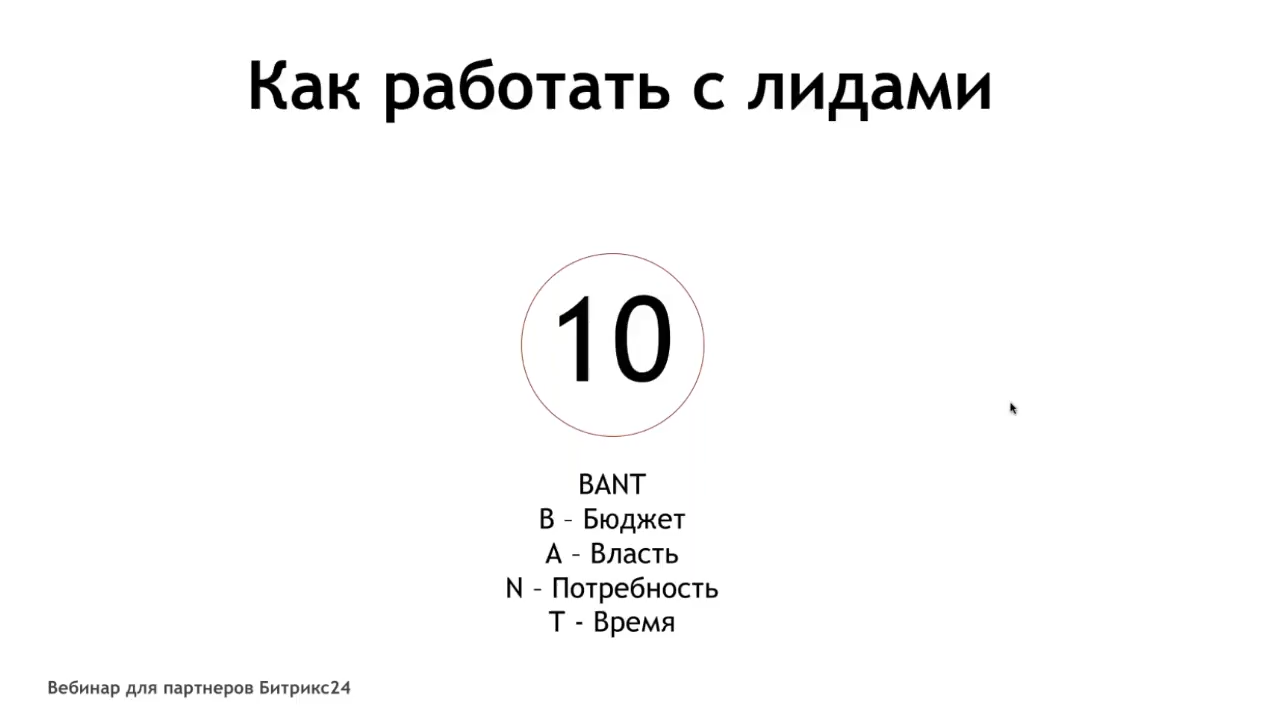 Как работать с лидами
10
BANT
B – Бюджет
A – Власть
N – Потребность
T - Время
Вебинар для партнеров Битрикс24